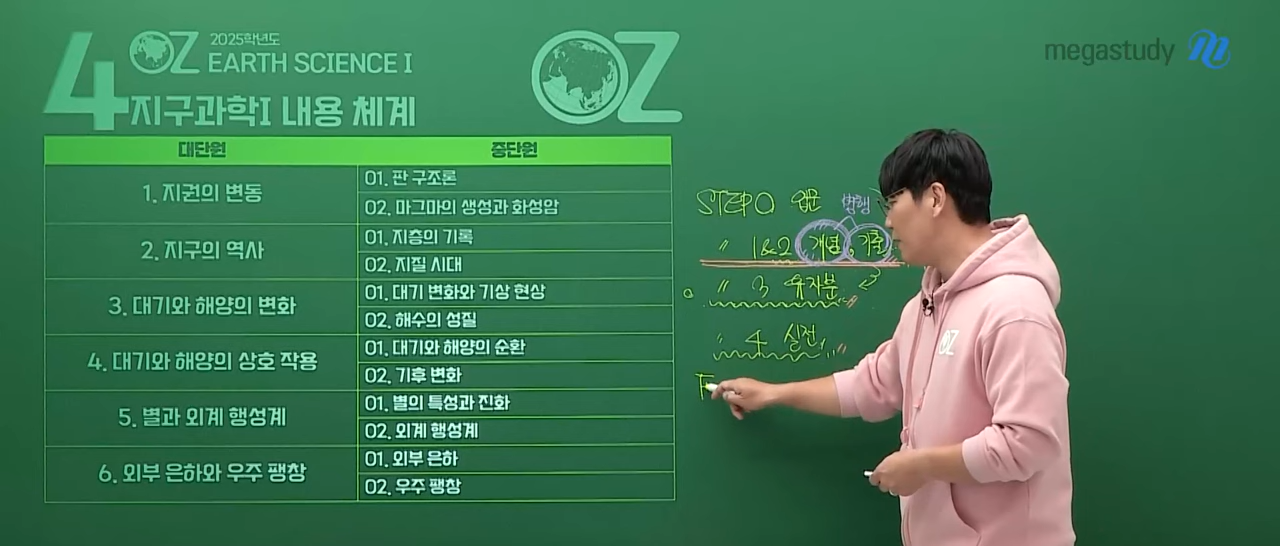 4 OZ 2025학년도
EARTH SCIENCE I
지구과학I 내용 체계
OZ
megastudy
대단원 중단원
1. 지권의 변동
01. 판 구조론
02. 마그마의 생성과 화성암
2. 지구의 역사
01. 지층의 기록
02. 지질 시대
3. 대기와 해양의 변화
01. 대기 변화와 기상 현상
02. 해수의 성질
4. 대기와 해양의 상호 작용
01. 대기와 해양의 순환
02. 기후 변화
5. 별과 외계 행성계
01. 별의 특성과 진화
02. 외계 행성계
6. 외부 은하와 우주 팽창
01. 외부 은하
02. 우주 팽창
STEP 0 입문
병행
〃 1&2 개념, 기출
〃 3 유자분
〃 4 실전
F
OZ